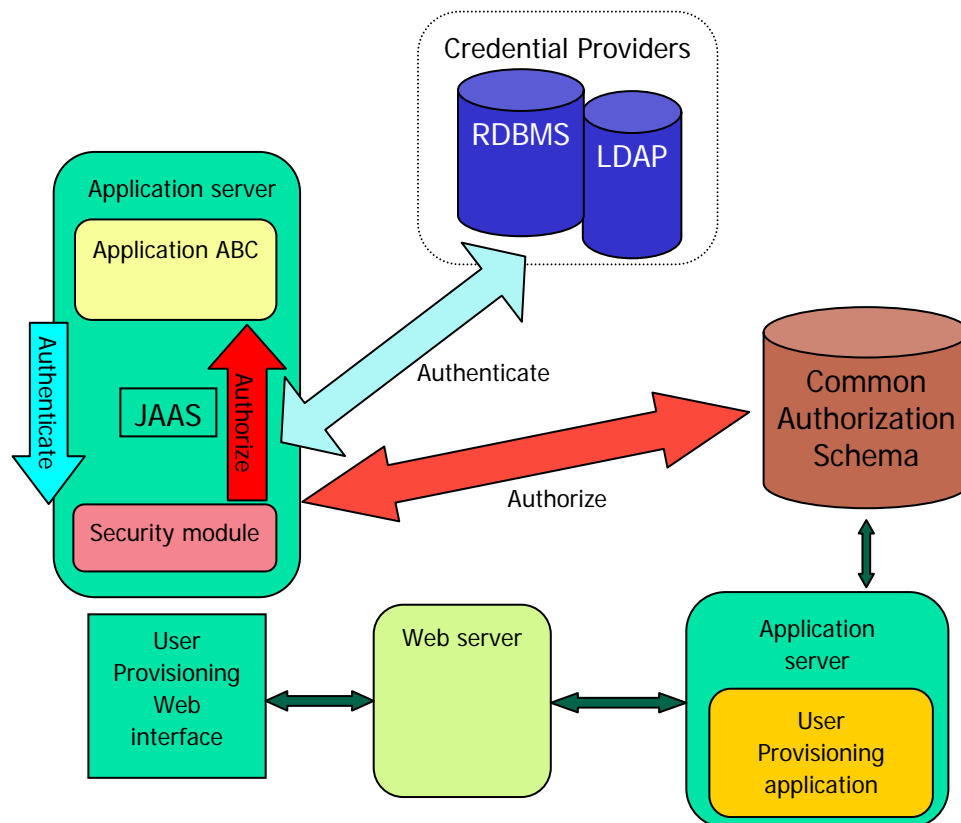 Credential Providers
RDBMS
LDAP
Application server
Application ABC
Authenticate
JAAS
Authorize
Security module
Authenticate
Authorize
Common
Authorization
Schema
User
Provisioning
Web
interface
Web server
Application
server
User
Provisioning
application